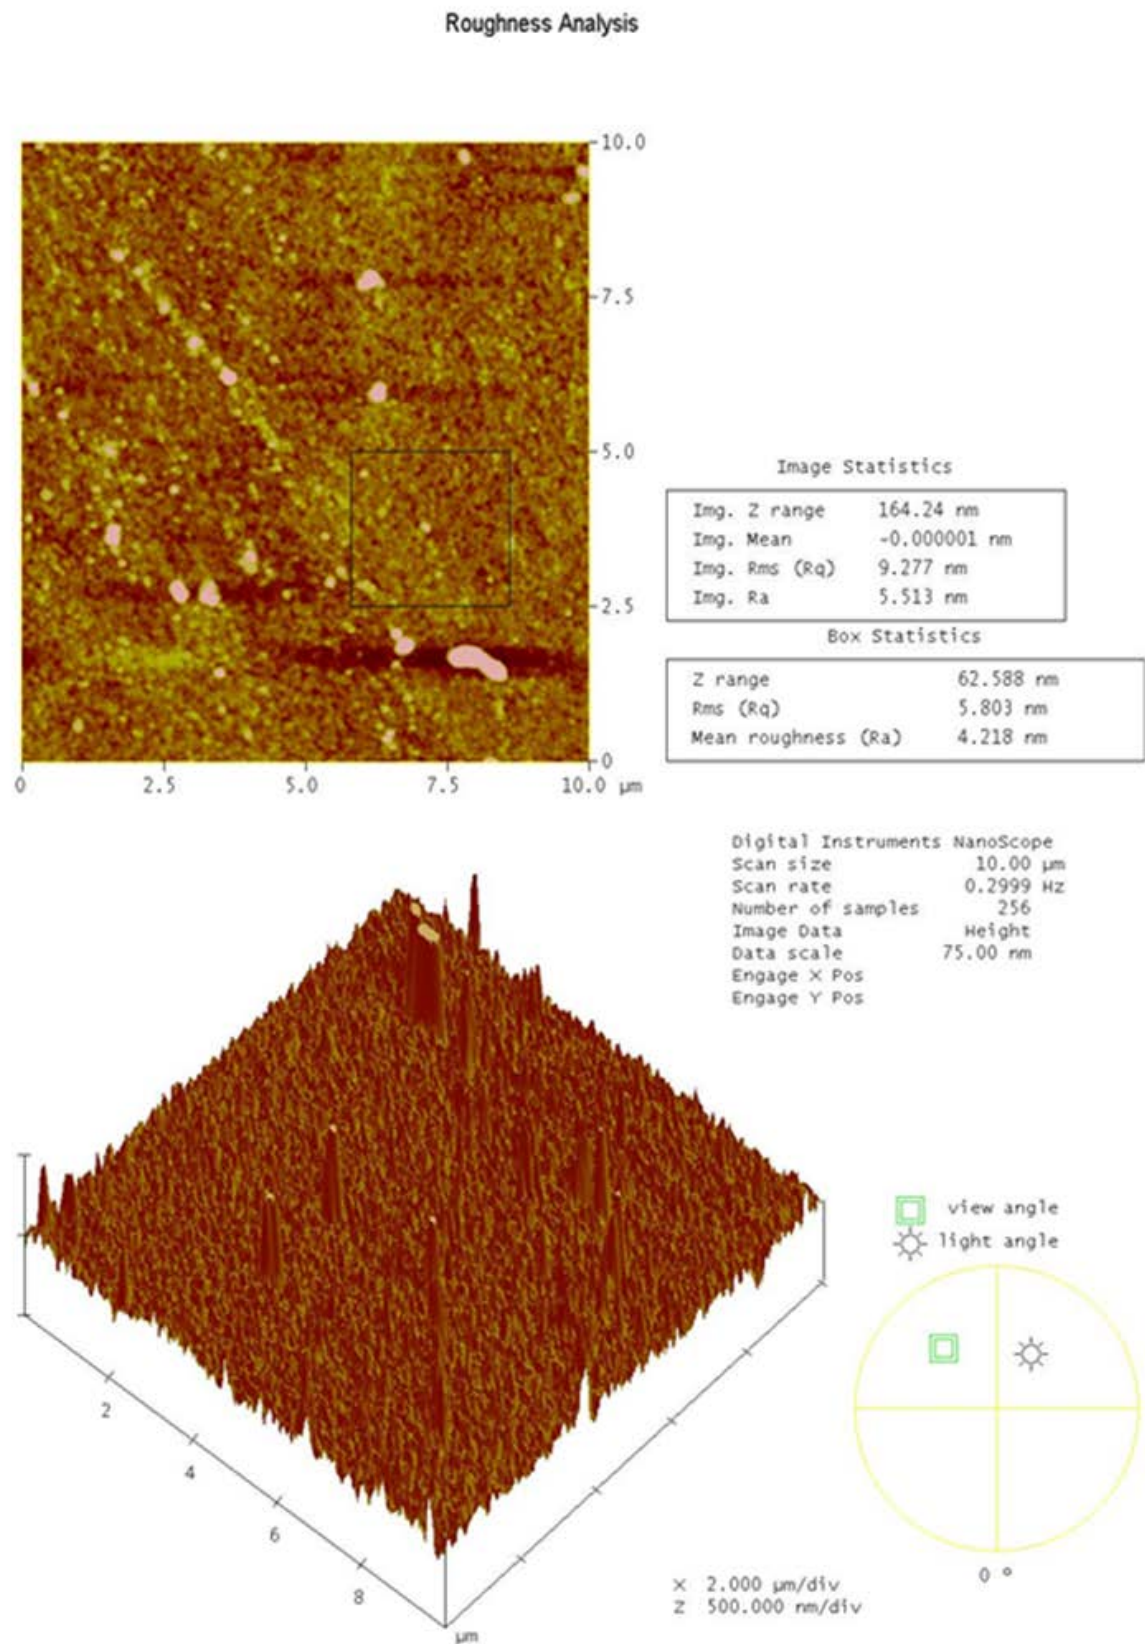 Roughness Analysis
10.0
7.5
5.0
2.5
0
0 2.5 5.0 7.5 10.0 µm
Image Statistics
Img. Z range 164.24 nm
Img. Mean -0.000001 nm
Img. Rms (Rq) 9.277 nm
Img. Ra 5.513 nm
Box Statistics
Z range 62.588 nm
Rms (Rq) 5.803 nm
Mean roughness (Ra) 4.218 nm
Digital Instruments NanoScope
Scan size 10.00 µm
Scan rate 0.2999 Hz
Number of samples 256
Image Data Height
Data scale 75.00 nm
Engage X Pos
Engage Y Pos
view angle
light angle
2
4
6
8
µm
X 2.000 µm/div
Z 500.000 nm/div
0 º